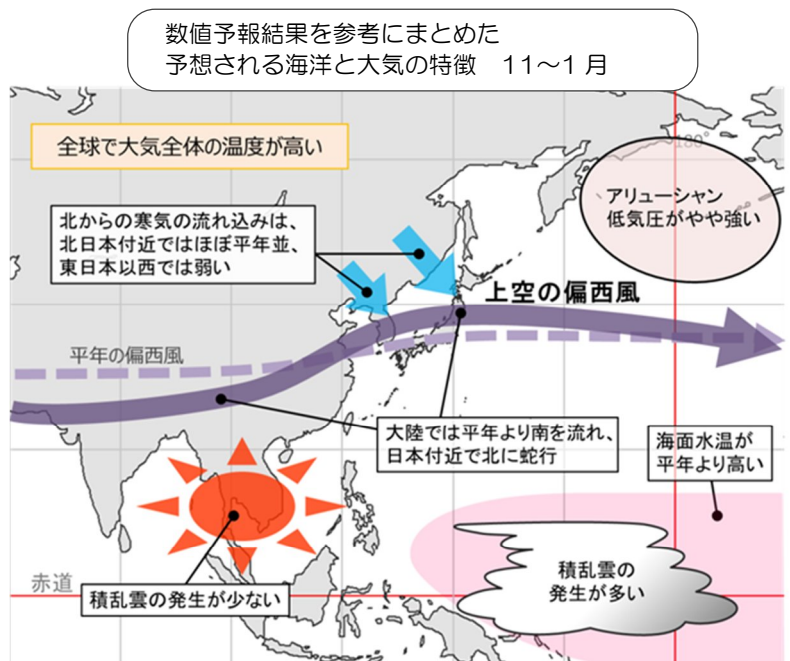 数値予報結果を参考にまとめた
予想される海洋と大気の特徴　11～1月
全球で大気全体の温度が高い
180°
アリューシャン
低気圧がやや強い
北からの寒気の流れ込みは、
北日本付近ではほぼ平年並、
東日本以西では弱い
上空の偏西風
平年の偏西風
大陸では平年より南を流れ、
日本付近で北に蛇行
海面水温が
平年より高い
積乱雲の
発生が多い
赤道
積乱雲の発生が少ない